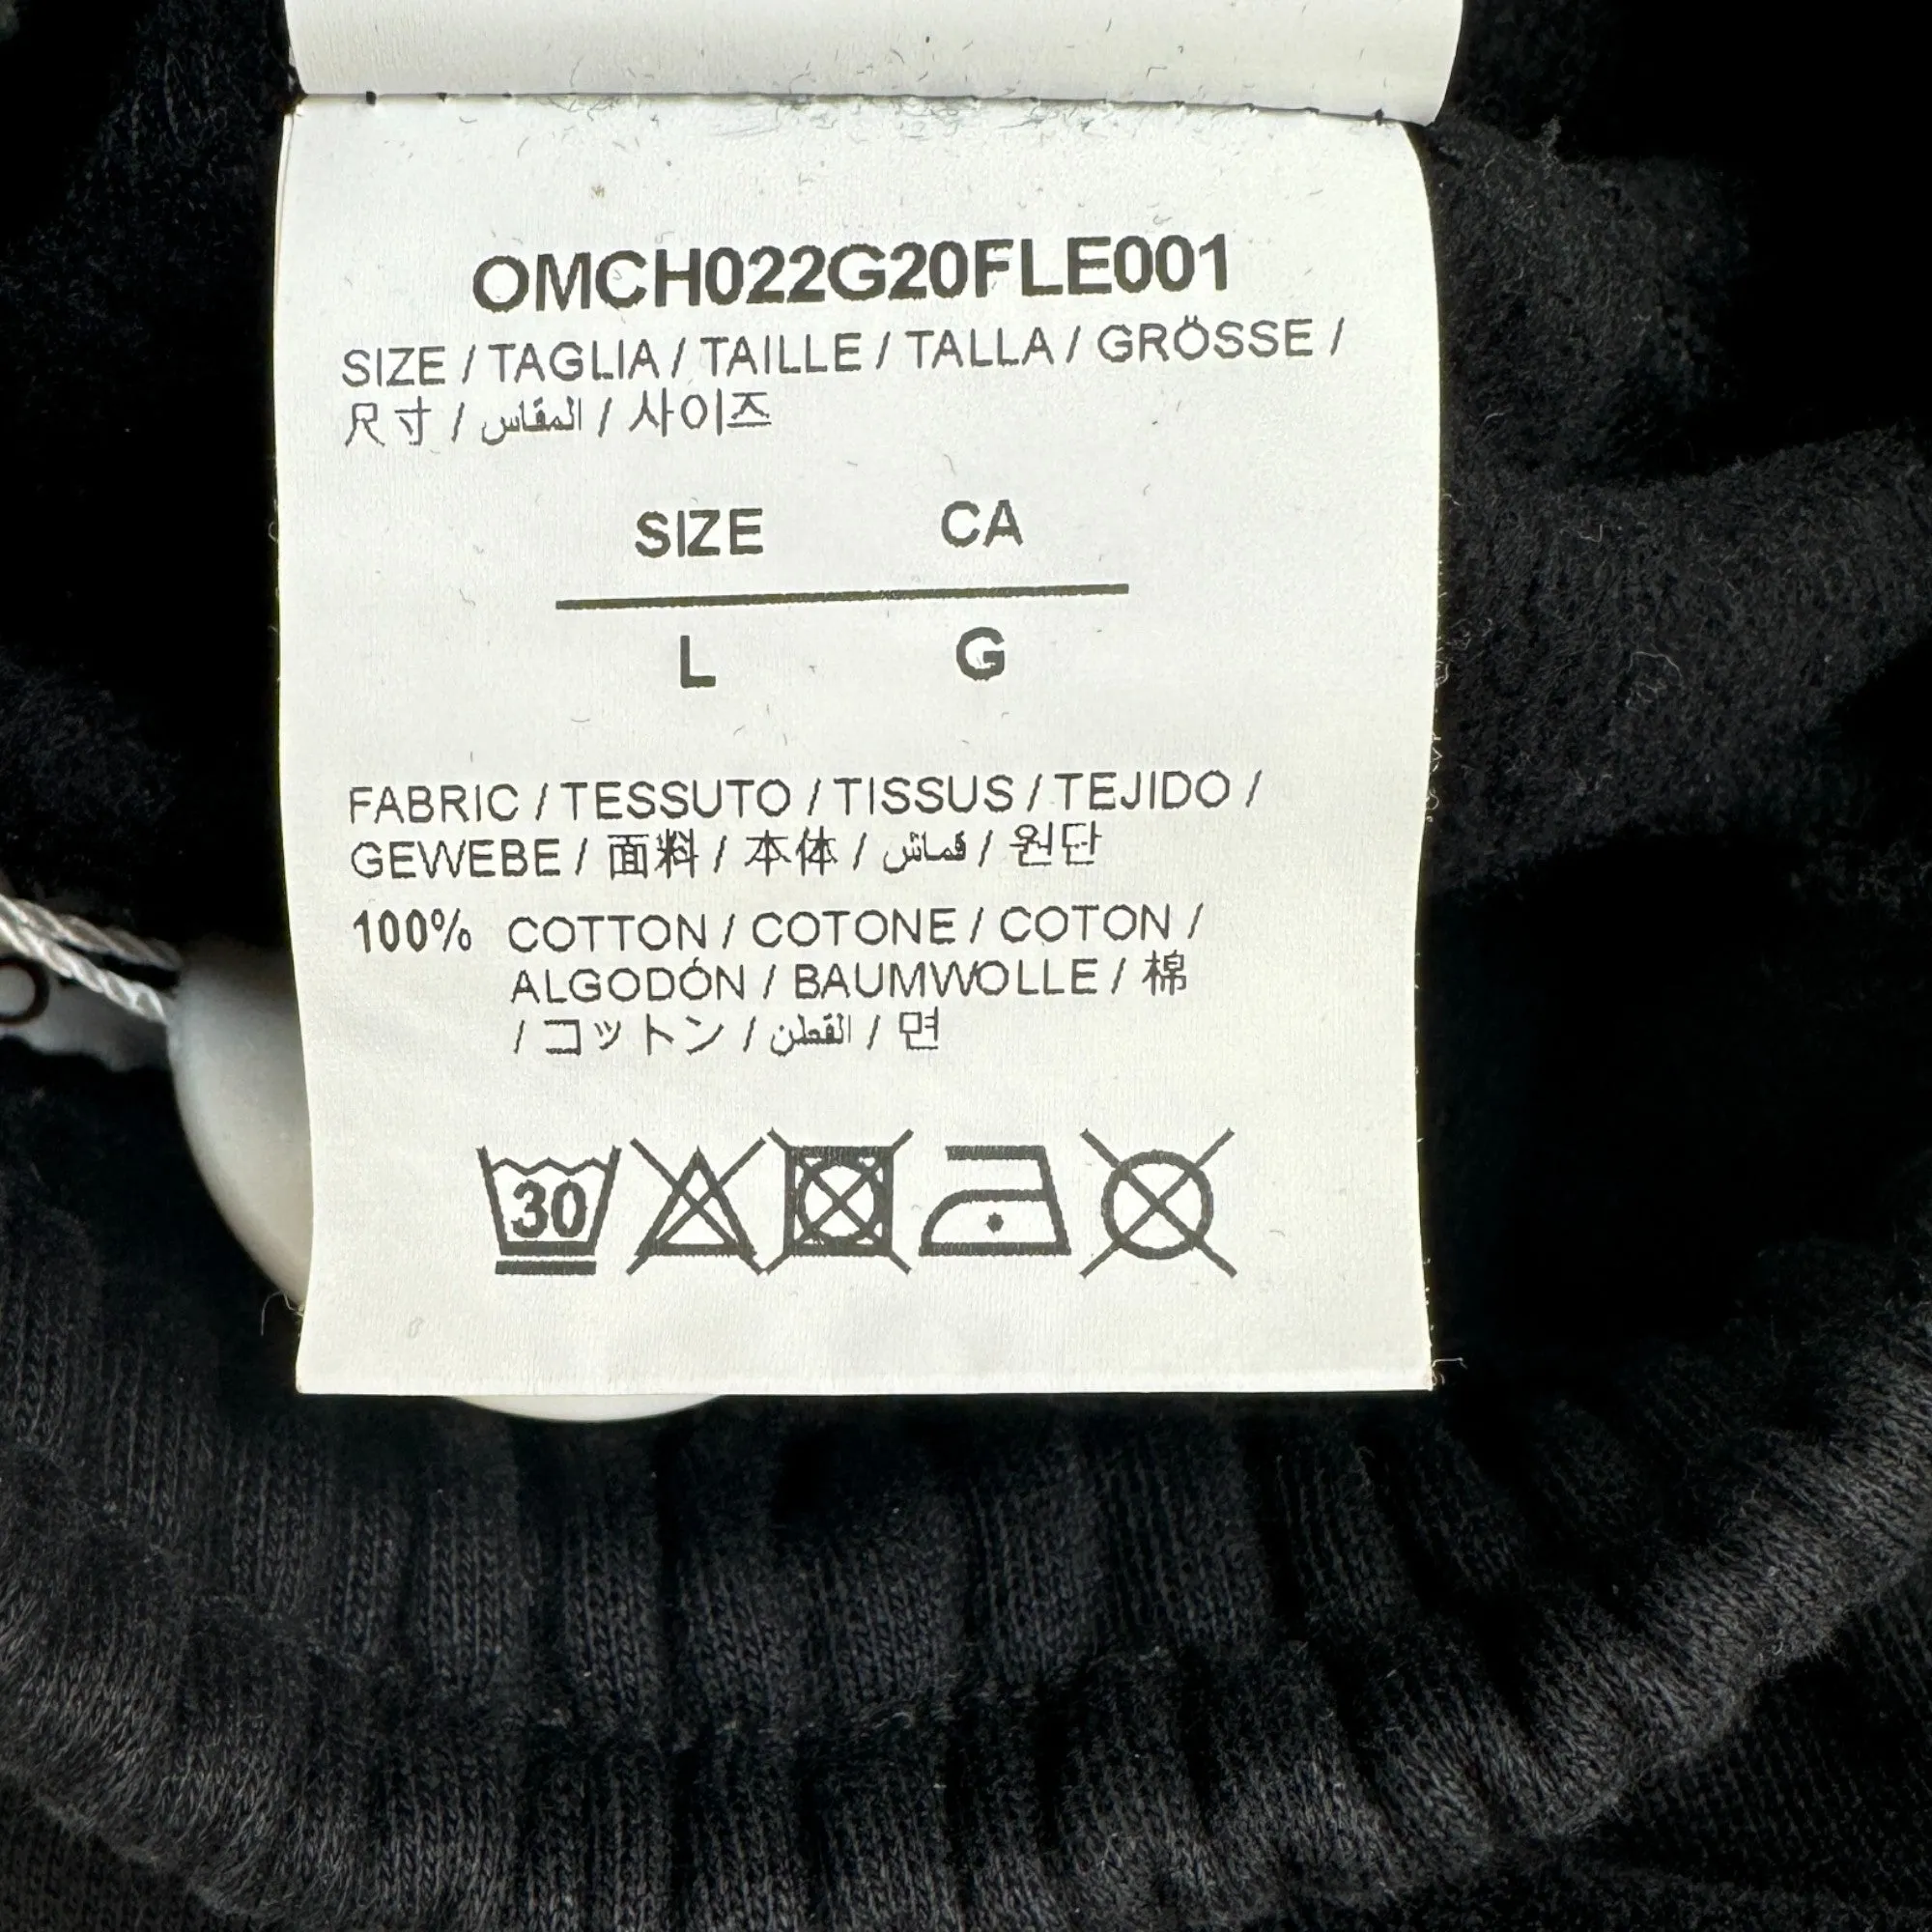 OMCH022G20FLE001
SIZE / TAGLIA / TAILLE / TALLA / GRÖSSE /
尺寸 / المقاس / 사이즈
SIZE CA
L G
FABRIC / TESSUTO / TISSUS / TEJIDO /
GEWEBE / 面料 / 本体 / قماش / 원단
100% COTTON / COTONE / COTON /
ALGODÓN / BAUMWOLLE / 棉
/ コットン / القطن / 면
30